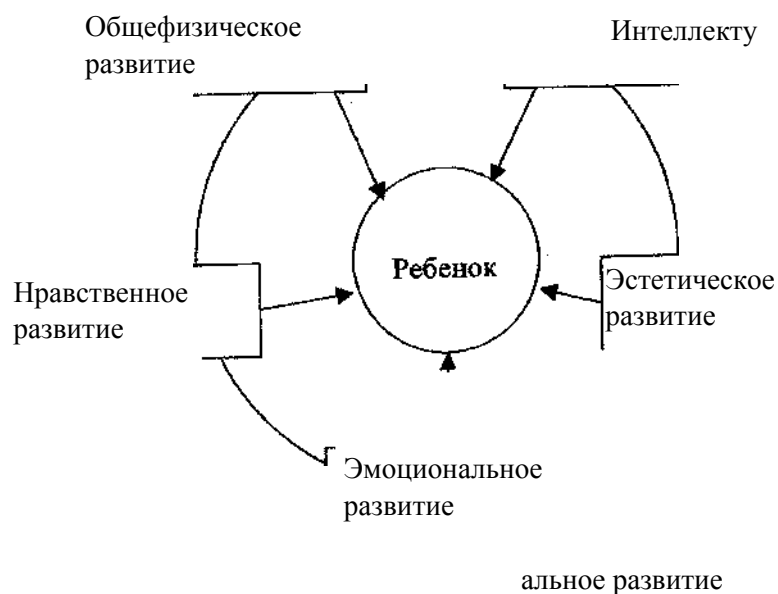 Общефизическое
развитие
Интеллекту
Ребенок
Нравственное
развитие
Эстетическое
развитие
Эмоциональное
развитие
альное развитие